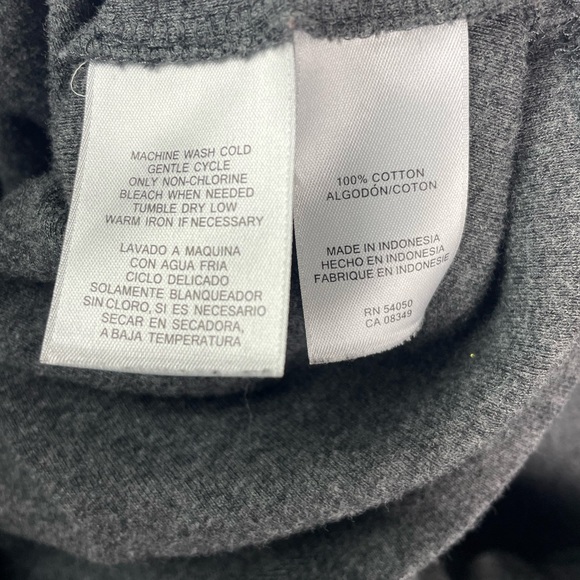 MACHINE WASH COLD
GENTLE CYCLE
ONLY NON-CHLORINE
BLEACH WHEN NEEDED
TUMBLE DRY LOW
WARM IRON IF NECESSARY
LAVADO A MAQUINA
CON AGUA FRIA
CICLO DELICADO
SOLAMENTE BLANQUEADOR
SIN CLORO, SI ES NECESARIO
SECAR EN SECADORA,
A BAJA TEMPERATURA
100% COTTON
ALGODÓN/COTON
MADE IN INDONESIA
HECHO EN INDONESIA
FABRIQUE EN INDONESIE
RN 54050
CA 08349